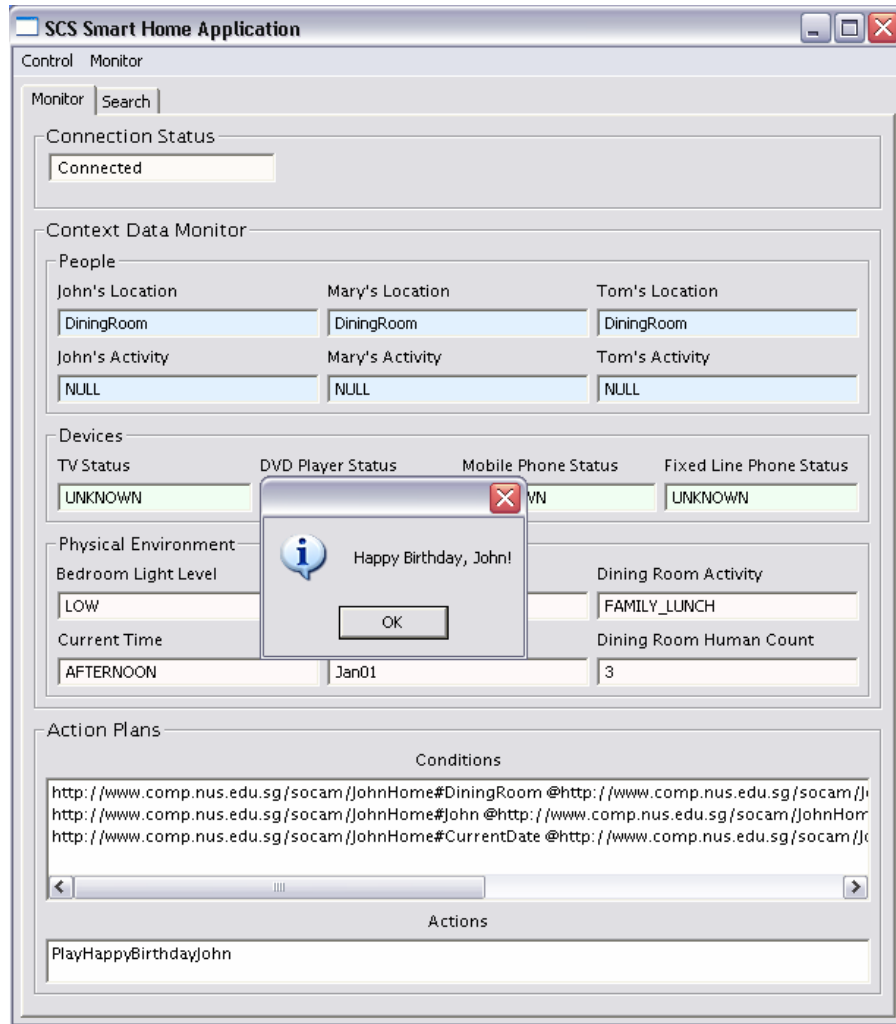 SCS Smart Home Application
Control Monitor
Monitor Search
Connection Status
Connected
Context Data Monitor
People
John's Location Mary's Location Tom's Location
DiningRoom DiningRoom DiningRoom
John's Activity Mary's Activity Tom's Activity
NULL NULL NULL
Devices
TV Status DVD Player Status Mobile Phone Status Fixed Line Phone Status
UNKNOWN UNKNOWN
Happy Birthday, John!
OK
Physical Environment
Bedroom Light Level Dining Room Activity
LOW FAMILY_LUNCH
Current Time Dining Room Human Count
AFTERNOON Jan01 3
Action Plans
Conditions
http://www.comp.nus.edu.sg/socam/JohnHome#DiningRoom @http://www.comp.nus.edu.sg/socam/J
http://www.comp.nus.edu.sg/socam/JohnHome#John @http://www.comp.nus.edu.sg/socam/JohnHom
http://www.comp.nus.edu.sg/socam/JohnHome#CurrentDate @http://www.comp.nus.edu.sg/socam/J
Actions
PlayHappyBirthdayJohn